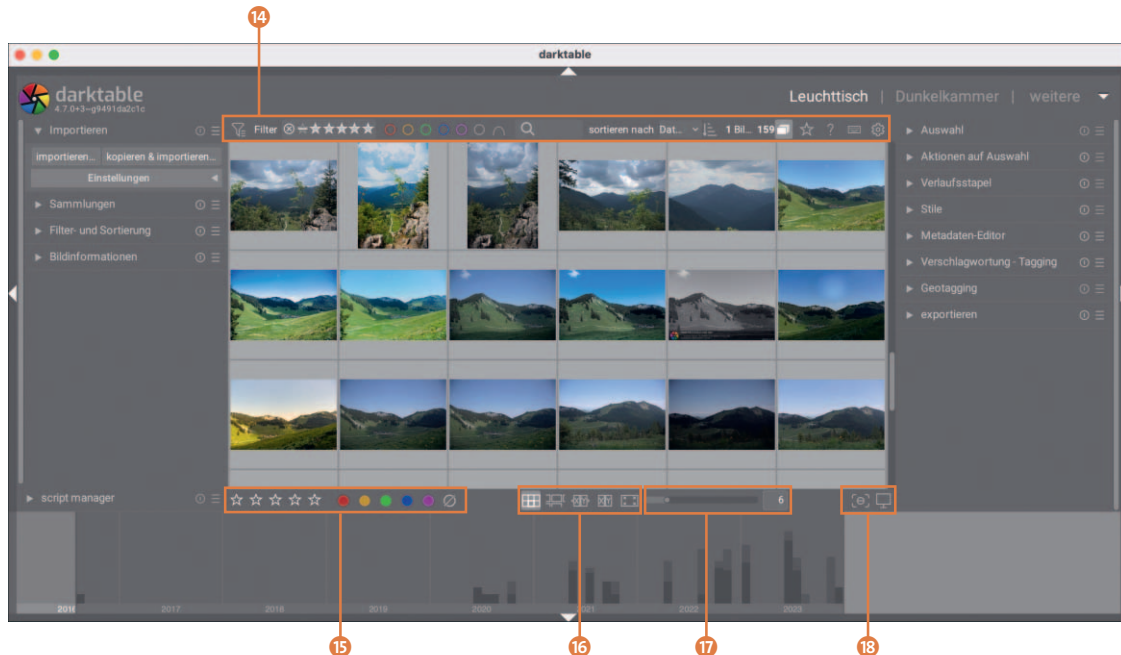 14
darktable
darktable
4.7.0+3~g9491da2c1c
Leuchttisch | Dunkelkammer | weitere
Importieren
Filter
sortieren nach Dat...
1 Bil... 159
?
importieren... kopieren & importieren...
Einstellungen
Sammlungen
Filter- und Sortierung
Bildinformationen
Auswahl
Aktionen auf Auswahl
Verlaufsstapel
Stile
Metadaten-Editor
Verschlagwortung - Tagging
Geotagging
exportieren
script manager
6
2016 2017 2018 2019 2020 2021 2022 2023
15 16 17 18